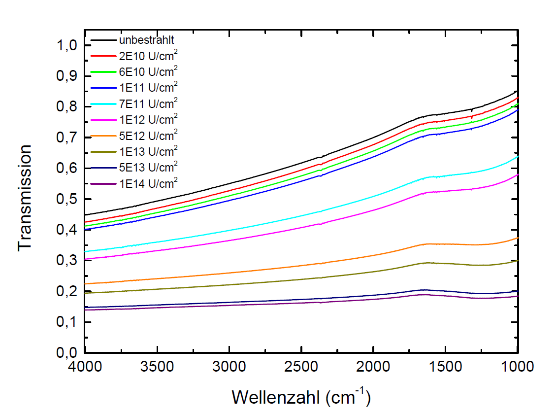 1,0
0,9
0,8
0,7
0,6
0,5
0,4
0,3
0,2
0,1
0,0
Transmission
unbestrahlt
2E10 U/cm²
6E10 U/cm²
1E11 U/cm²
7E11 U/cm²
1E12 U/cm²
5E12 U/cm²
1E13 U/cm²
5E13 U/cm²
1E14 U/cm²
4000 3500 3000 2500 2000 1500 1000
Wellenzahl (cm⁻¹)